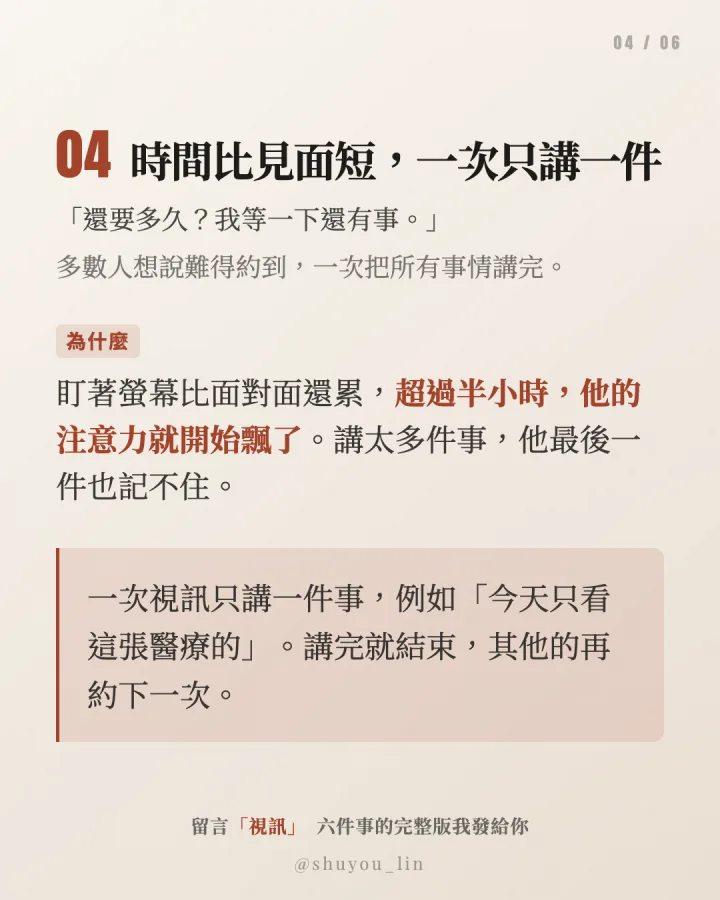 04 / 06
04 時間比見面短，一次只講一件
「還要多久？我等一下還有事。」
多數人想說難得約到，一次把所有事情講完。
為什麼
盯著螢幕比面對面還累，超過半小時，他的
注意力就開始飄了。講太多件事，他最後一
件也記不住。
一次視訊只講一件事，例如「今天只看
這張醫療的」。講完就結束，其他的再
約下一次。
留言「視訊」 六件事的完整版我發給你
@shuyou_lin